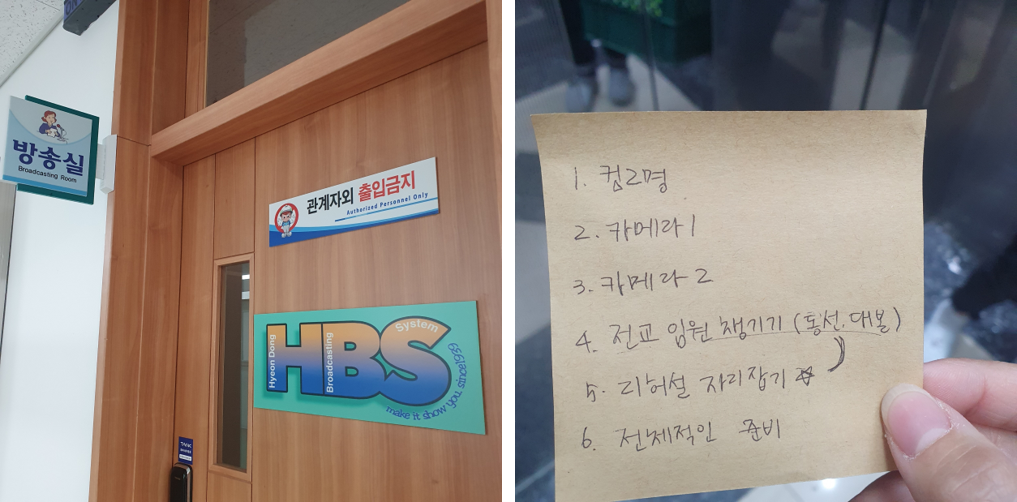 방송실
Broadcasting Room
관계자외 출입금지
Authorized Personnel Only
HBS
Hyeon Dong
Broadcasting
System
make it show you, since1999
1. 컴2명
2. 카메라1
3. 카메라 2
4. 전교 임원 챙기기 (동선. 대본)
5. 리허설 자리잡기
6. 전체적인 준비